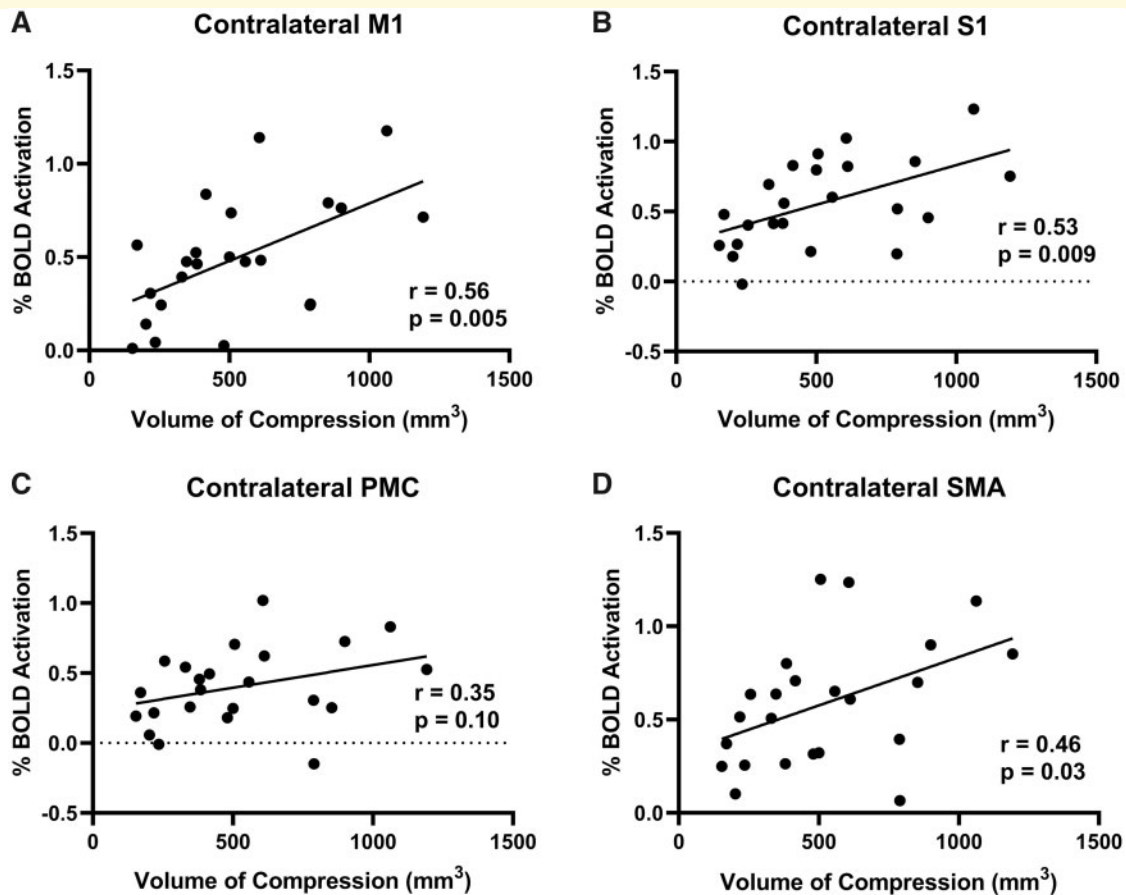 A
Contralateral M1
% BOLD Activation
1.5
1.0
0.5
0.0
r = 0.56
p = 0.005
0
500
1000
1500
Volume of Compression (mm³)
B
Contralateral S1
% BOLD Activation
1.5
1.0
0.5
0.0
-0.5
r = 0.53
p = 0.009
0
500
1000
1500
Volume of Compression (mm³)
C
Contralateral PMC
% BOLD Activation
1.5
1.0
0.5
0.0
-0.5
r = 0.35
p = 0.10
0
500
1000
1500
Volume of Compression (mm³)
D
Contralateral SMA
% BOLD Activation
1.5
1.0
0.5
0.0
r = 0.46
p = 0.03
0
500
1000
1500
Volume of Compression (mm³)